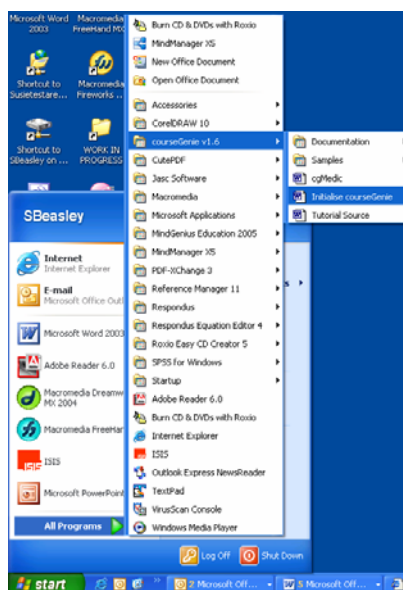 Microsoft Word
2003
Macromedia
FreeHand MX
Shortcut to
Susietestare...
Macromedia
Fireworks ...
Shortcut to
SBeasley on ...
WORK IN
PROGRESS
SBeasley
Internet
Internet Explorer
E-mail
Microsoft Office Outl
Microsoft Word 2003
Adobe Reader 6.0
Macromedia Dreamw
MX 2004
Macromedia FreeHan
ISIS
Microsoft PowerPoint
All Programs
Burn CD & DVDs with Roxio
MindManager X5
New Office Document
Open Office Document
Accessories
CorelDRAW 10
courseGenie v1.6
CutePDF
Jasc Software
Macromedia
Microsoft Applications
MindGenius Education 2005
MindManager X5
PDF-XChange 3
Reference Manager 11
Respondus
Respondus Equation Editor 4
Roxio Easy CD Creator 5
SPSS for Windows
Startup
Adobe Reader 6.0
Burn CD & DVDs with Roxio
Internet Explorer
ISIS
Outlook Express NewsReader
TextPad
VirusScan Console
Windows Media Player
Documentation
Samples
cgMedic
Initialise courseGenie
Tutorial Source
Log Off
Shut Down
start
2 Microsoft Off...
5 Microsoft Off...